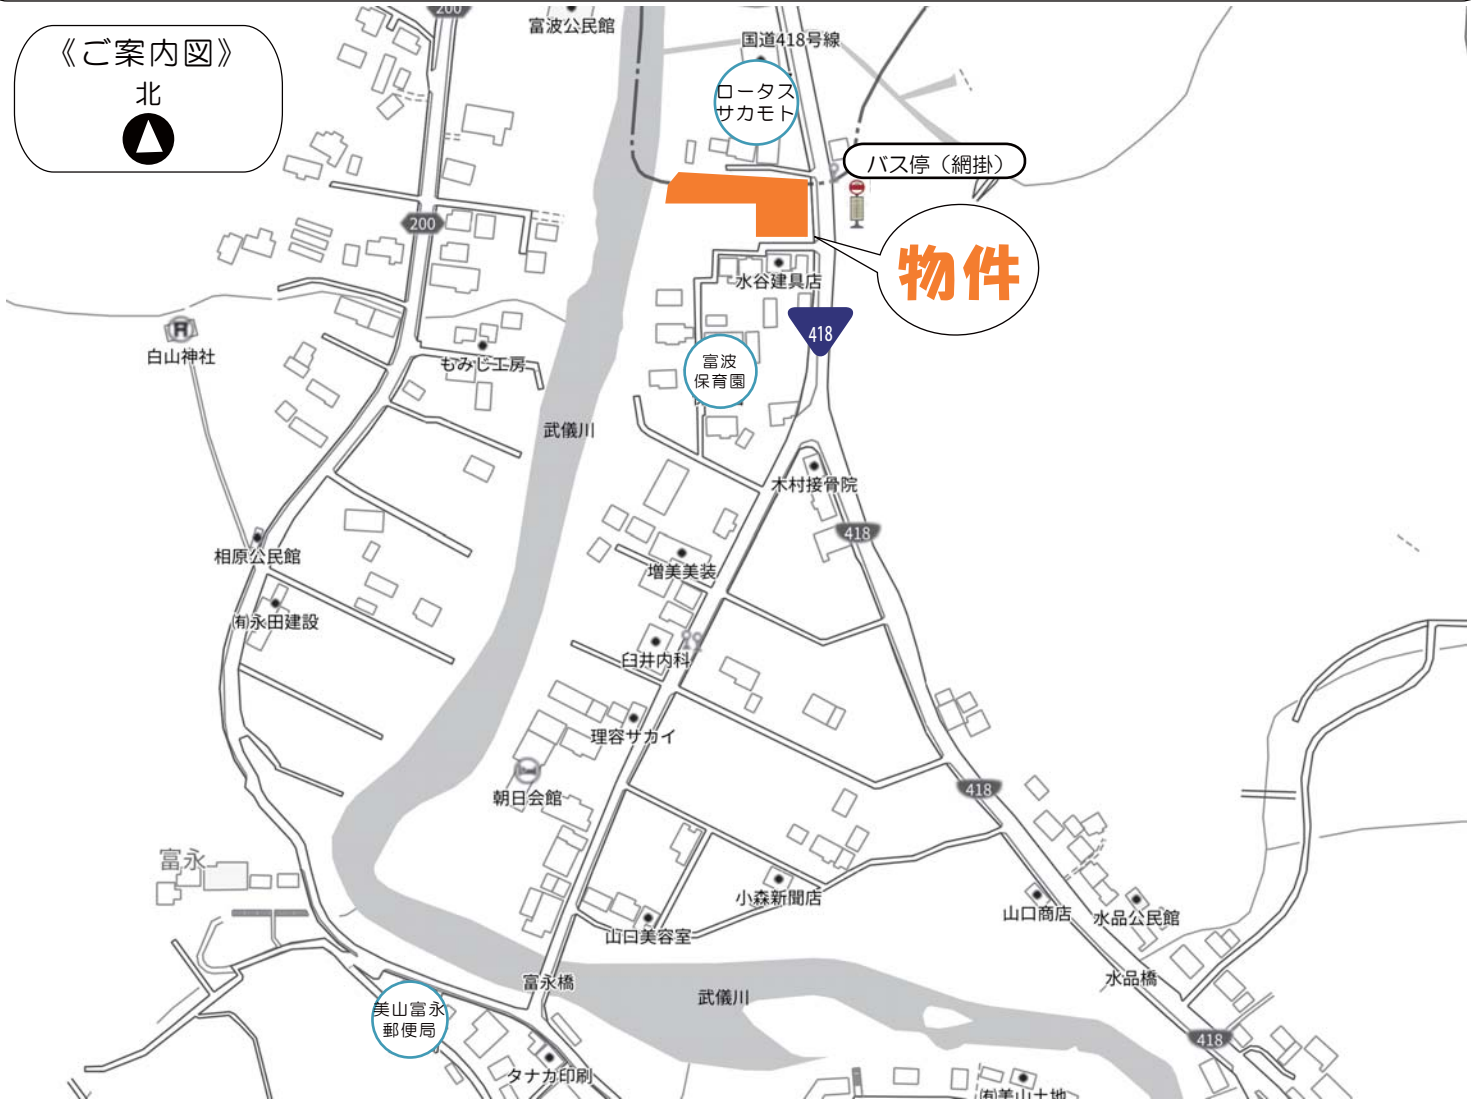 200
富波公民館
国道418号線
《ご案内図》
北
ロータス
サカモト
バス停（網掛）
200
物件
水谷建具店
418
白山神社
もみじ工房
富波
保育園
武儀川
木村接骨院
418
相原公民館
増美美装
㈲永田建設
臼井内科
理容サカイ
418
朝日会館
富永
小森新聞店
山口商店
水品公民館
山口美容室
富永橋
水品橋
武儀川
美山富永
郵便局
418
タナカ印刷
㈲美山土地